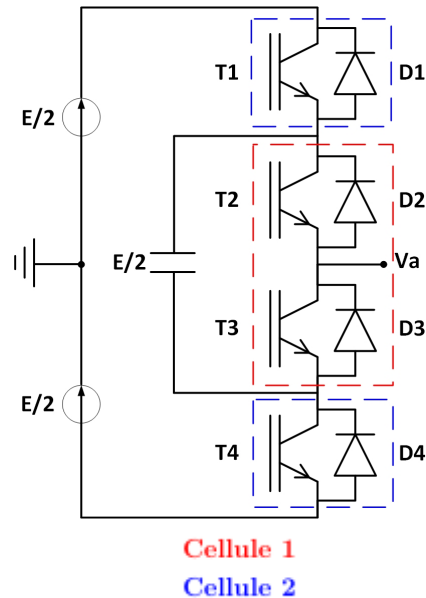 T1
D1
E/2
T2
D2
E/2
Va
T3
D3
E/2
T4
D4
Cellule 1
Cellule 2